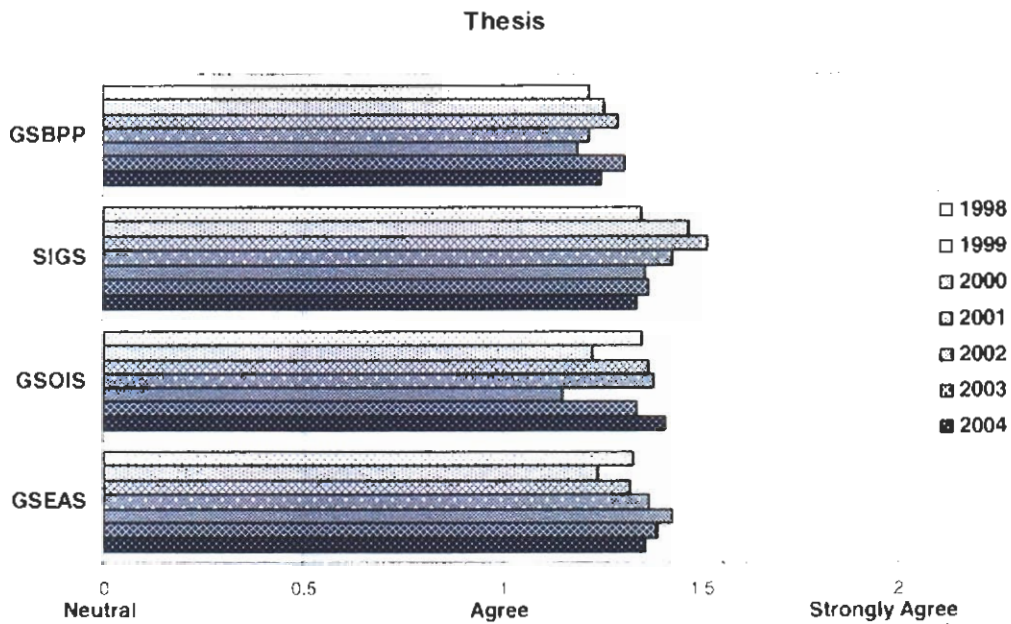 Thesis
GSBPP
SIGS
GSOIS
GSEAS
1998
1999
2000
2001
2002
2003
2004
0 0.5 1 1 5 2
Neutral Agree Strongly Agree